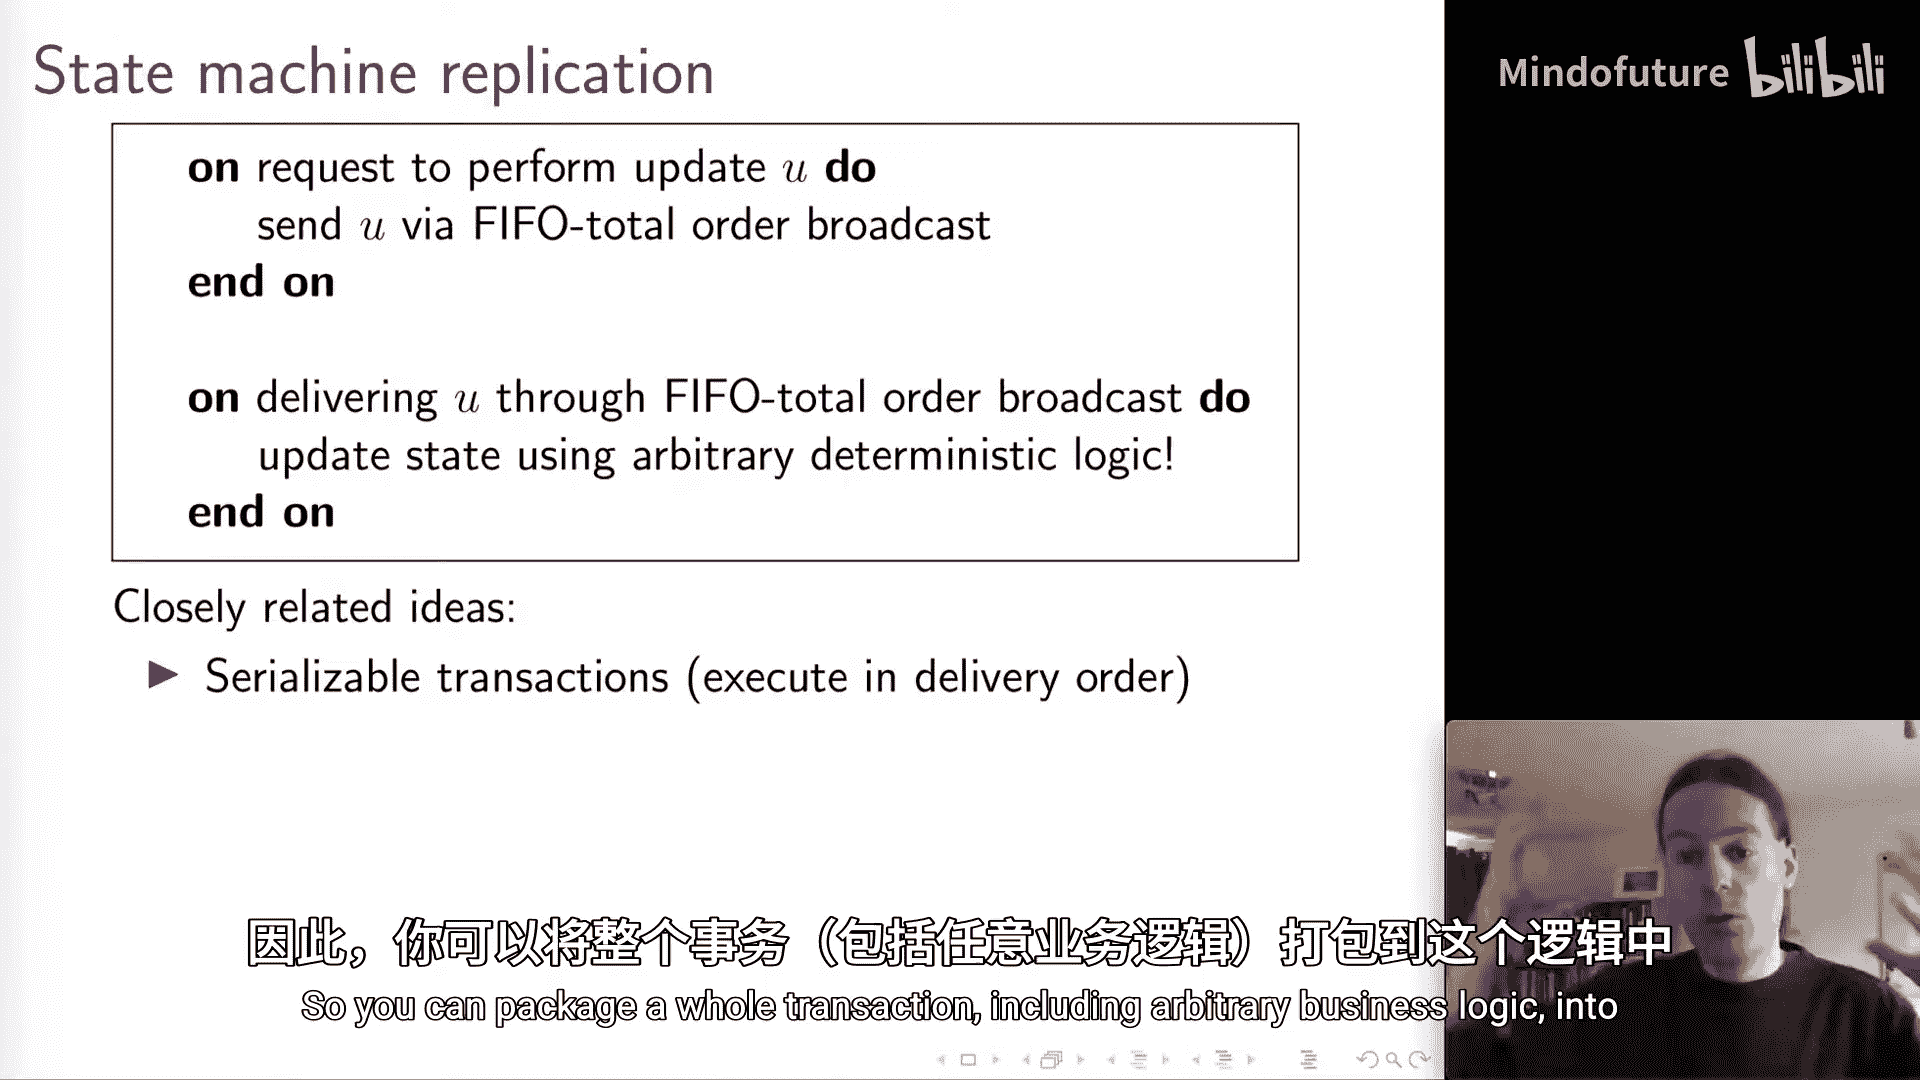 State machine replication
Mindofuture bilibili
on request to perform update u do
send u via FIFO-total order broadcast
end on
on delivering u through FIFO-total order broadcast do
update state using arbitrary deterministic logic!
end on
Closely related ideas:
▶ Serializable transactions (execute in delivery order)
因此，你可以将整个事务（包括任意业务逻辑）打包到这个逻辑中
So you can package a whole transaction, including arbitrary business logic, into